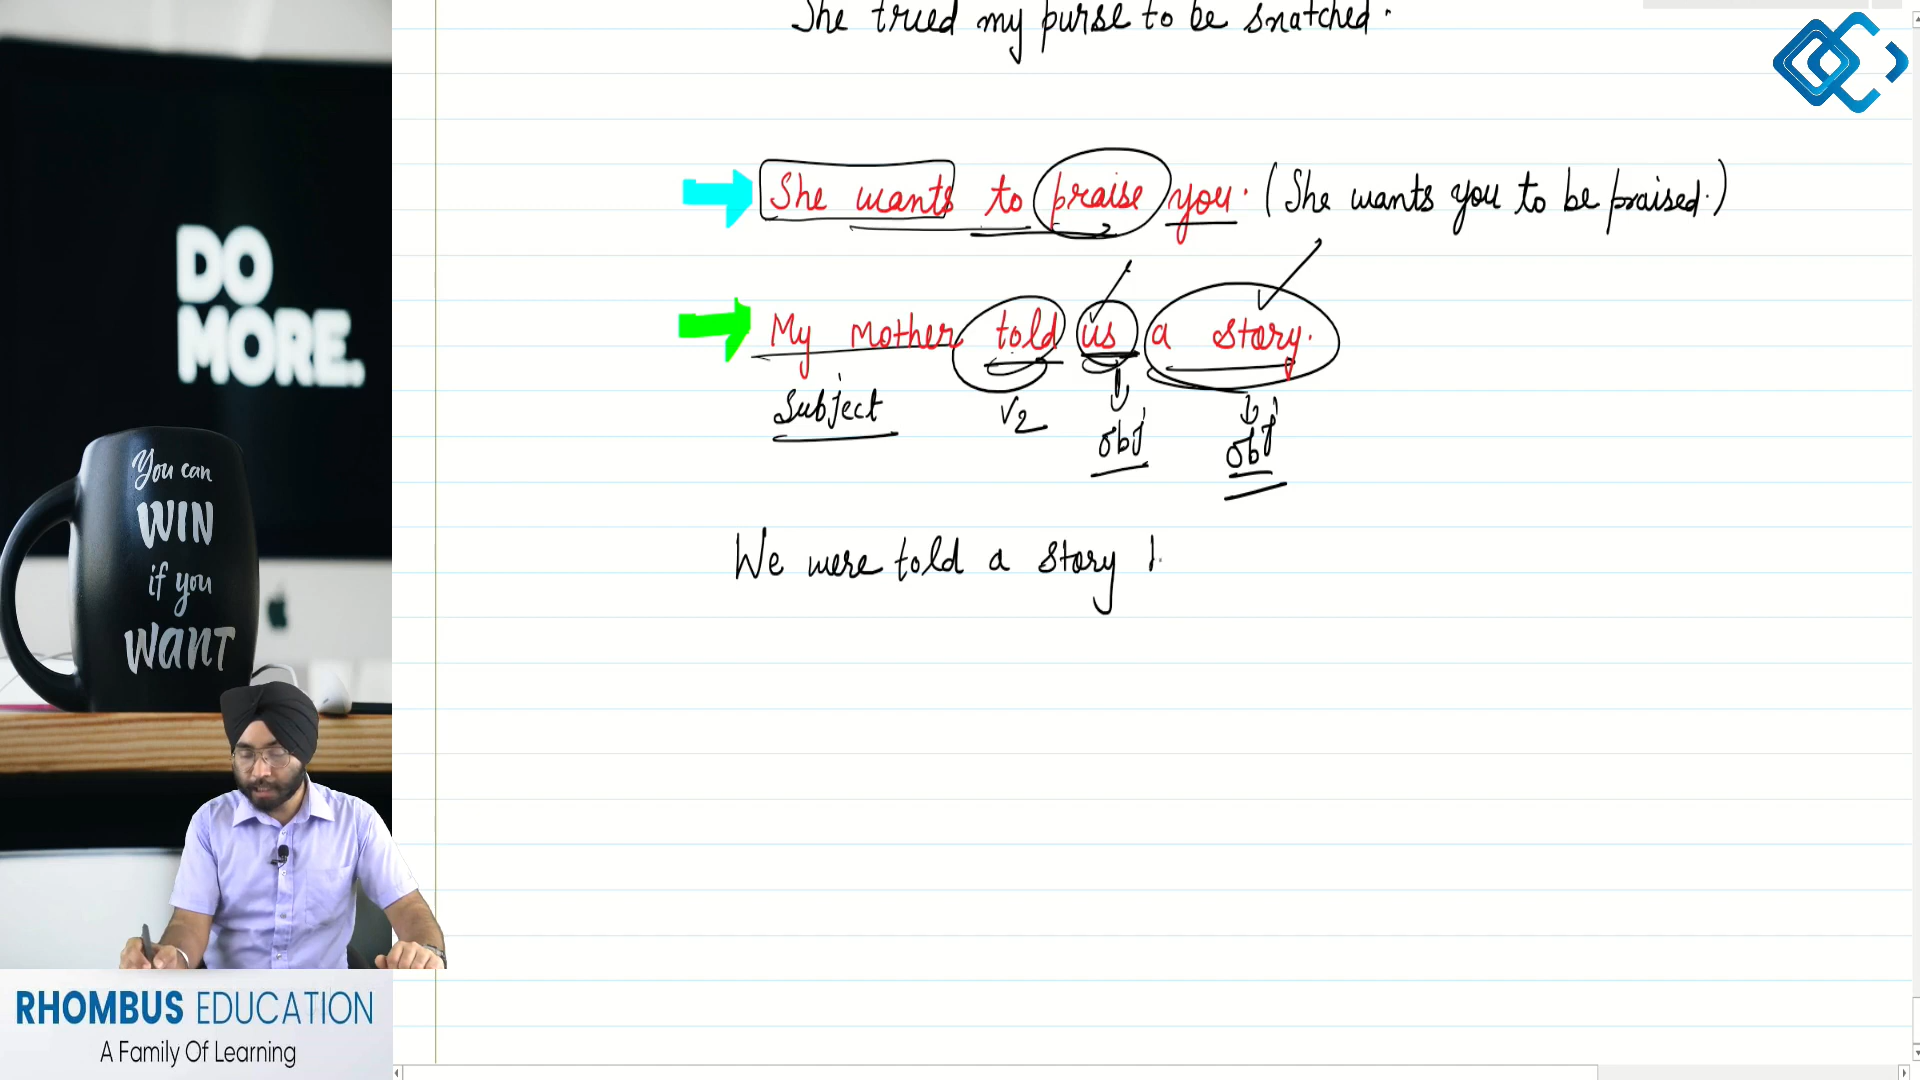 She tried my purse to be snatched.
She wants to praise you. (She wants you to be praised.)
My mother told us a story.
Subject V2 obj obj
We were told a story
DO
MORE.
You can
WIN
if you
WANT
RHOMBUS EDUCATION
A Family Of Learning